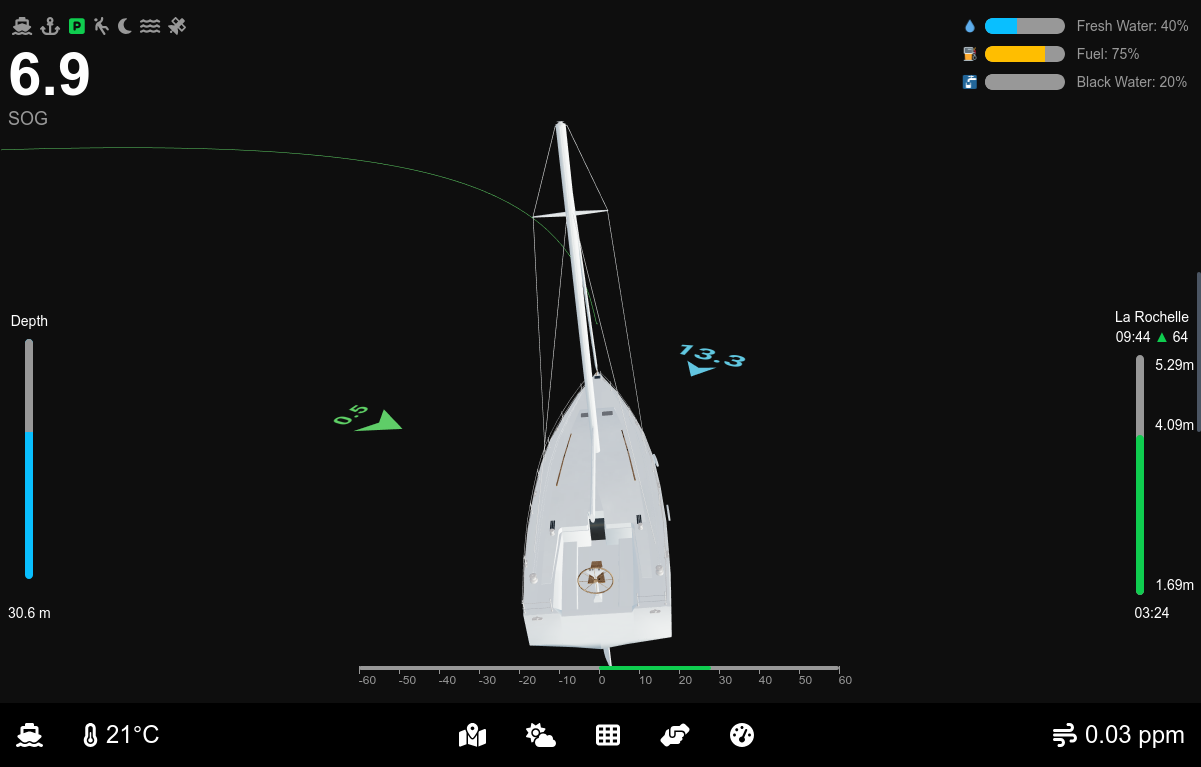 P
6.9
SOG
Fresh Water: 40%
Fuel: 75%
Black Water: 20%
Depth
30.6 m
0.5
13.3
La Rochelle
09:44 ▲ 64
5.29m
4.09m
1.69m
03:24
-60 -50 -40 -30 -20 -10 0 10 20 30 40 50 60
21°C
0.03 ppm